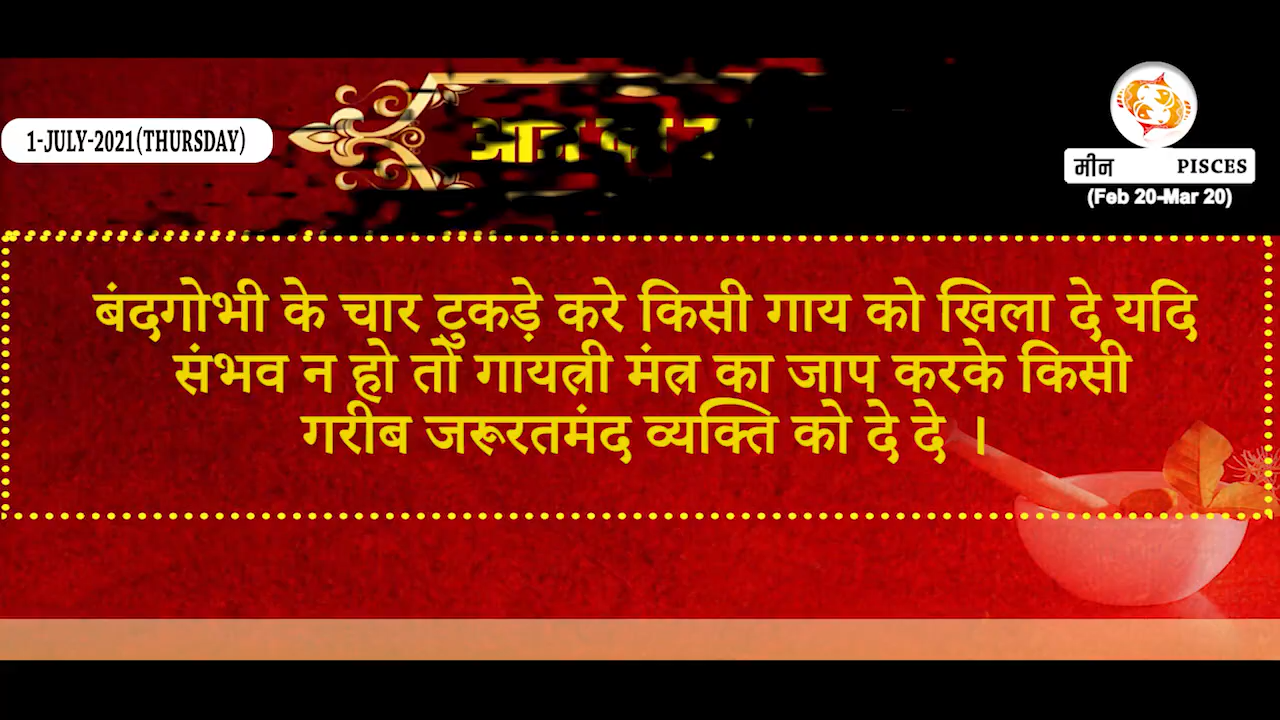 1-JULY-2021(THURSDAY)
आज का
मीन PISCES
(Feb 20-Mar 20)
बंदगोभी के चार टुकड़े करे किसी गाय को खिला दे यदि
संभव न हो तो गायत्री मंत्र का जाप करके किसी
गरीब जरूरतमंद व्यक्ति को दे दे ।